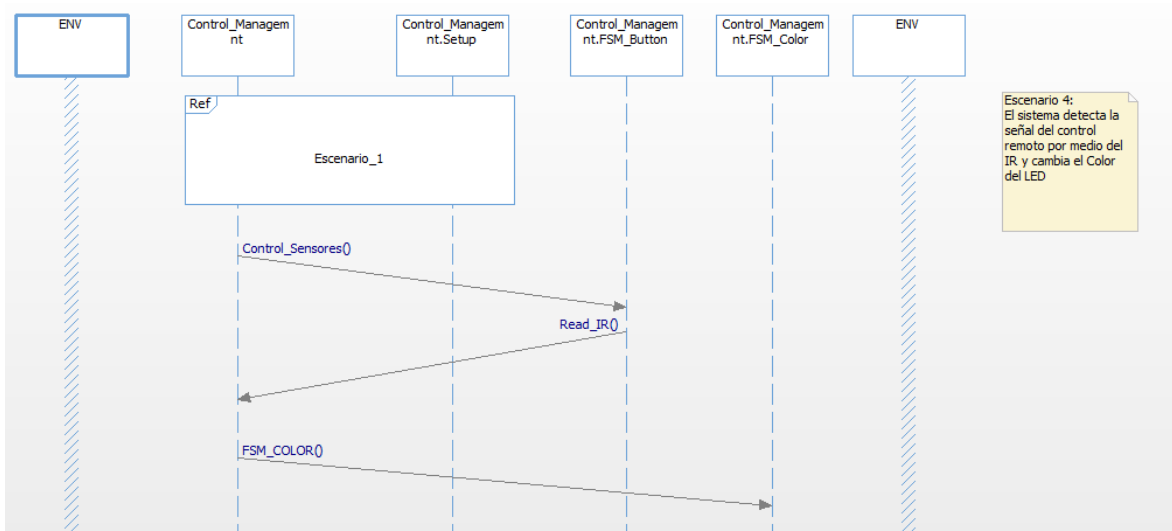 ENV
Control_Managem
nt
Control_Managem
nt.Setup
Control_Managem
nt.FSM_Button
Control_Managem
nt.FSM_Color
ENV
Ref
Escenario_1
Escenario 4:
El sistema detecta la
señal del control
remoto por medio del
IR y cambia el Color
del LED
Control_Sensores()
Read_IR()
FSM_COLOR()